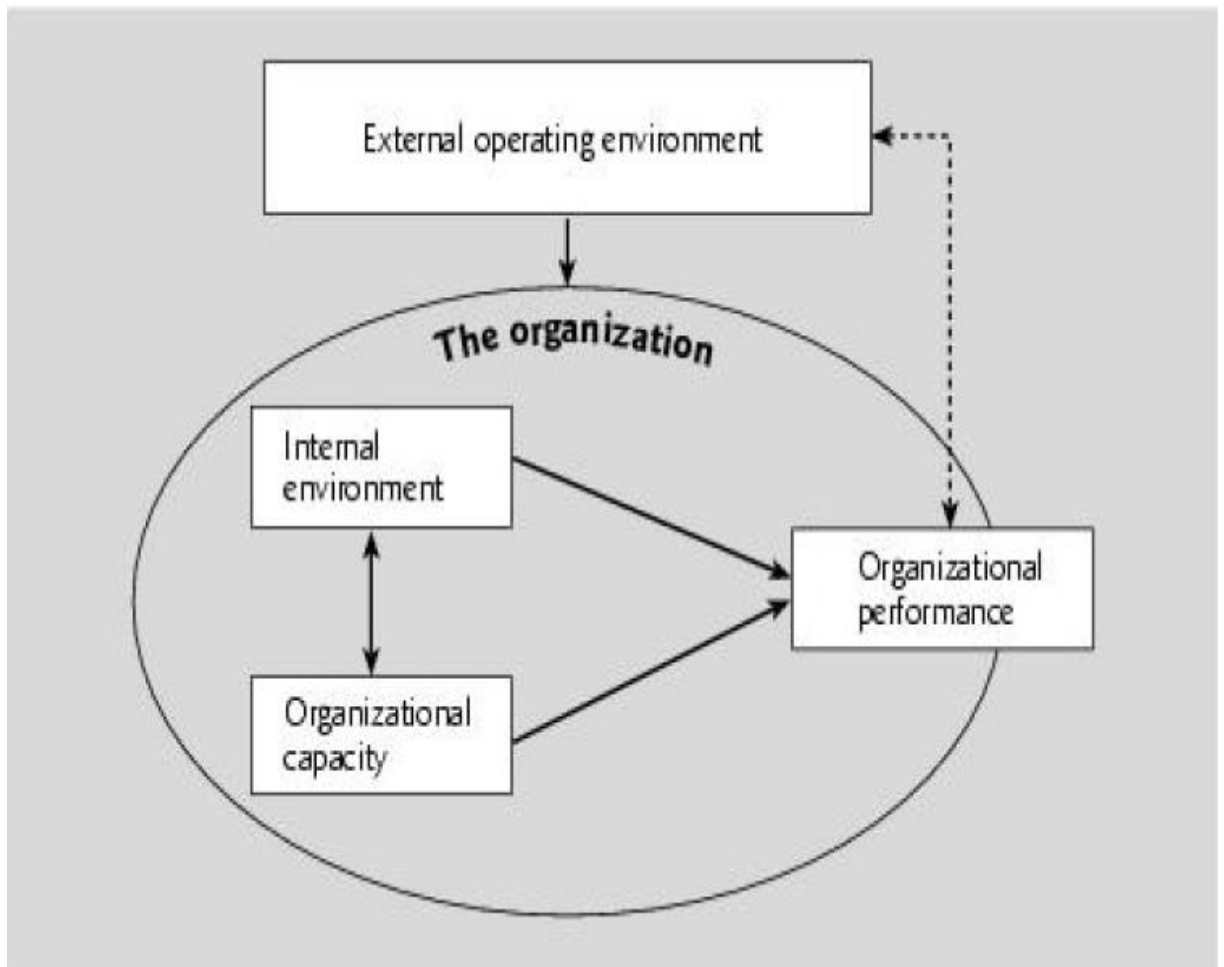 External operating environment
The organization
Internal
environment
Organizational
performance
Organizational
capacity